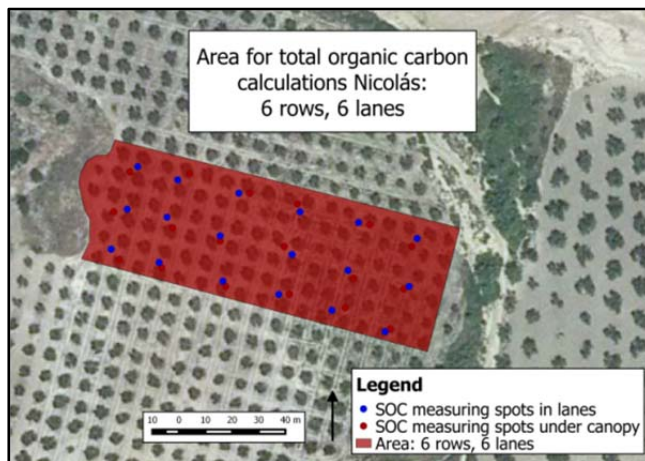 Area for total organic carbon
calculations Nicolás:
6 rows, 6 lanes
Legend
SOC measuring spots in lanes
SOC measuring spots under canopy
Area: 6 rows, 6 lanes
10 0 10 20 30 40 m